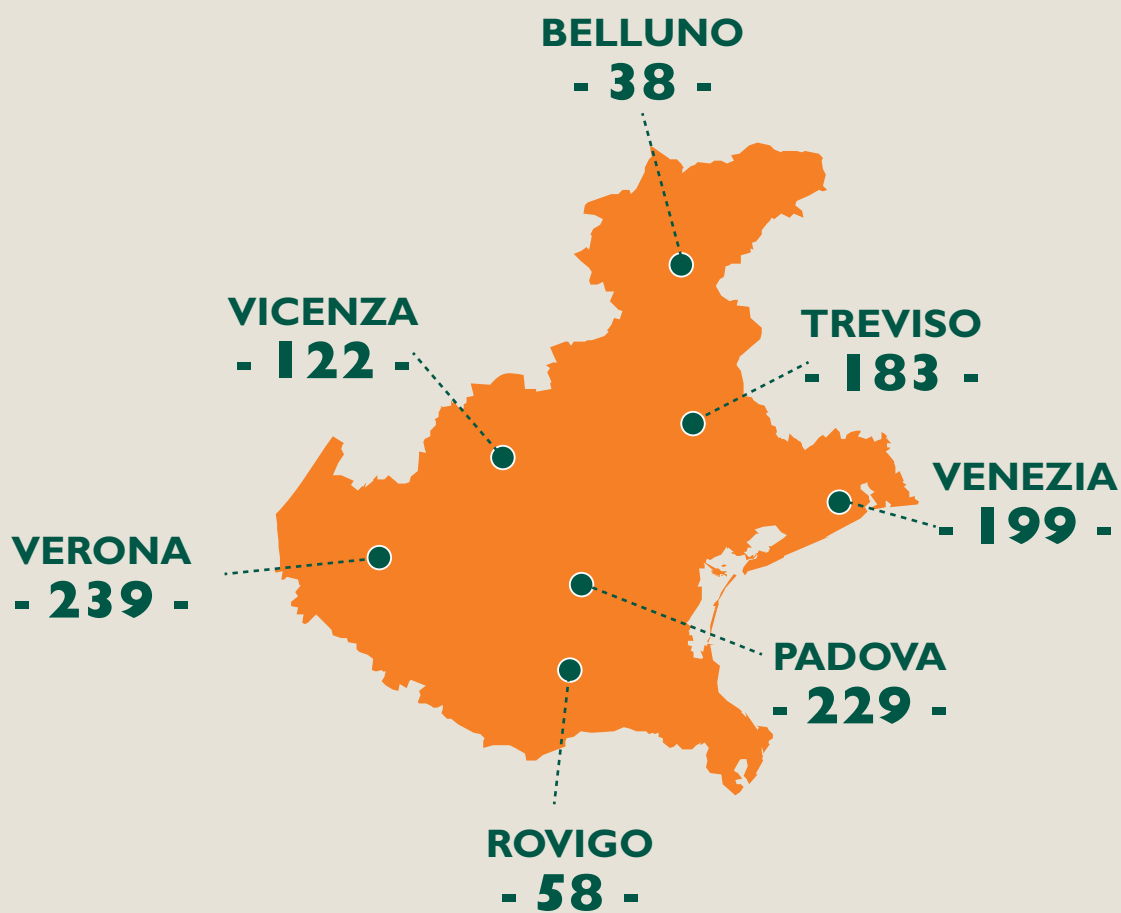 BELLUNO
- 38 -
VICENZA
- 122 -
TREVISO
- 183 -
VENEZIA
- 199 -
VERONA
- 239 -
PADOVA
- 229 -
ROVIGO
- 58 -